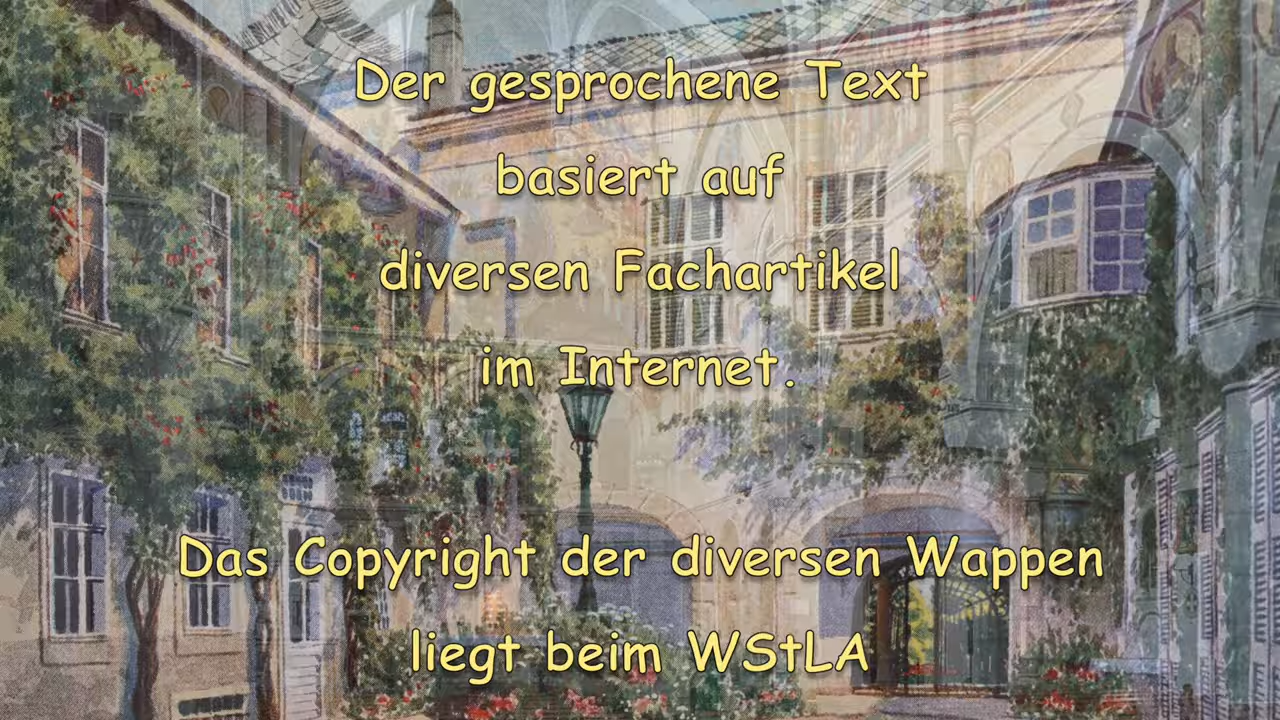 Der gesprochene Text
basiert auf
diversen Fachartikel
im Internet.
Das Copyright der diversen Wappen
liegt beim WStLA